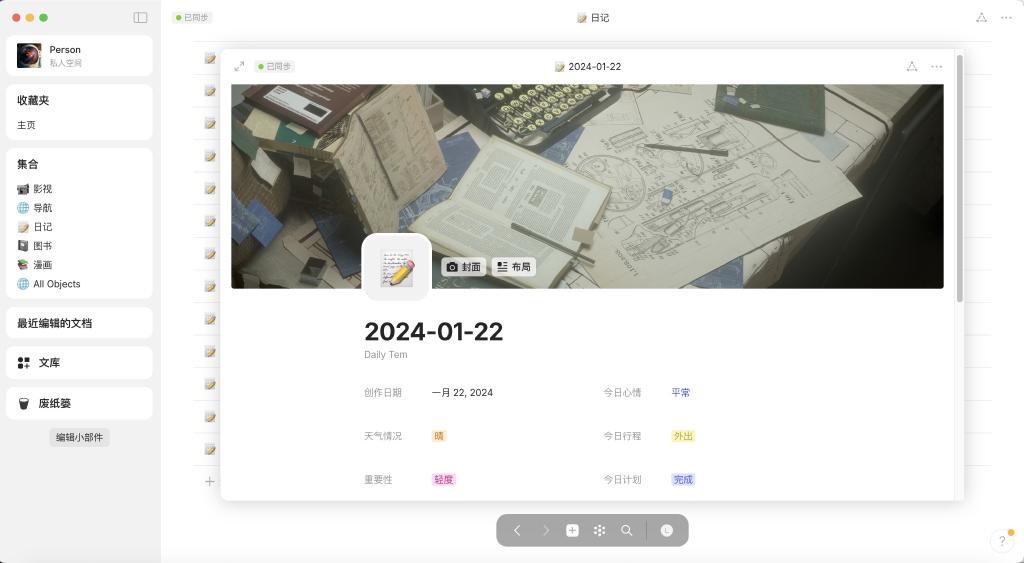 已同步
日记
Person
私人空间
收藏夹
主页
集合
影视
导航
日记
图书
漫画
All Objects
最近编辑的文档
文库
废纸篓
编辑小部件
已同步
2024-01-22
封面
布局
2024-01-22
Daily Tem
创作日期 一月 22, 2024 今日心情 平常
天气情况 晴 今日行程 外出
重要性 轻度 今日计划 完成
L
?